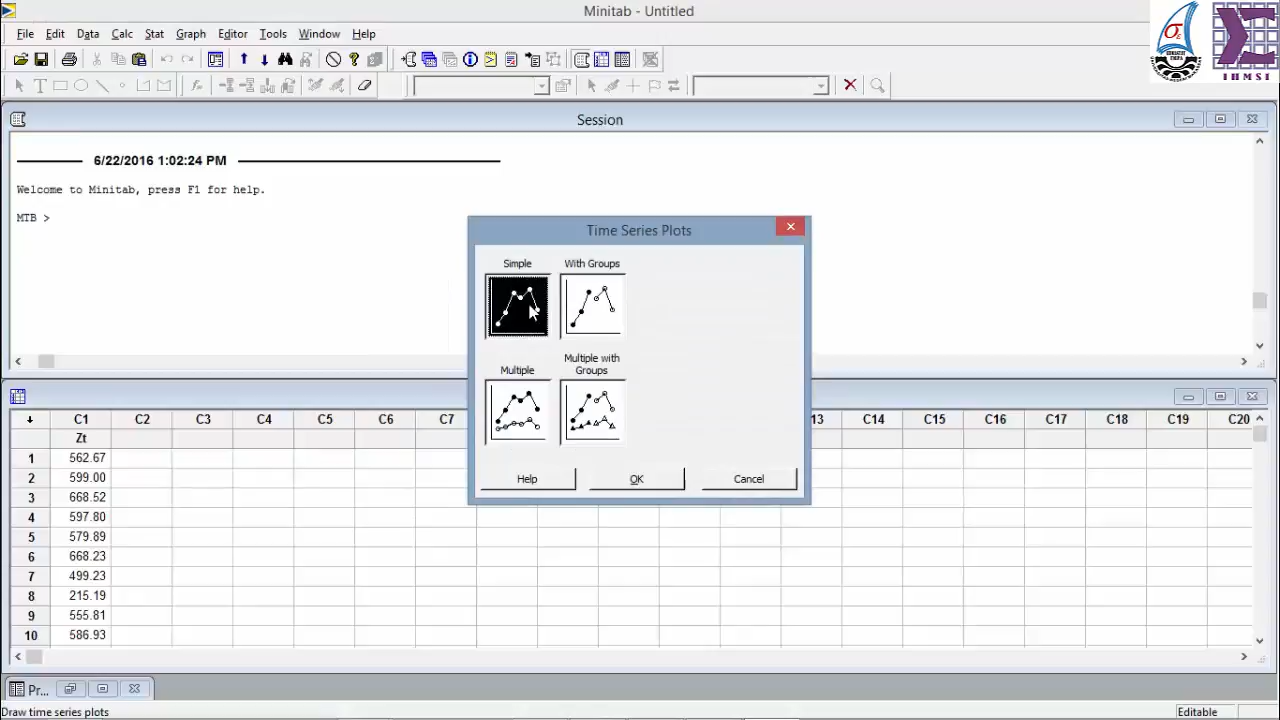 Minitab - Untitled
File Edit Data Calc Stat Graph Editor Tools Window Help
IHMSI
Session
6/22/2016 1:02:24 PM
Welcome to Minitab, press F1 for help.
MTB >
Time Series Plots
Simple With Groups
Multiple Multiple with Groups
Help OK Cancel
C1 C2 C3 C4 C5 C6 C7 13 C14 C15 C16 C17 C18 C19 C20
Zt
1 562.67
2 599.00
3 668.52
4 597.80
5 579.89
6 668.23
7 499.23
8 215.19
9 555.81
10 586.93
Pr...
Draw time series plots Editable